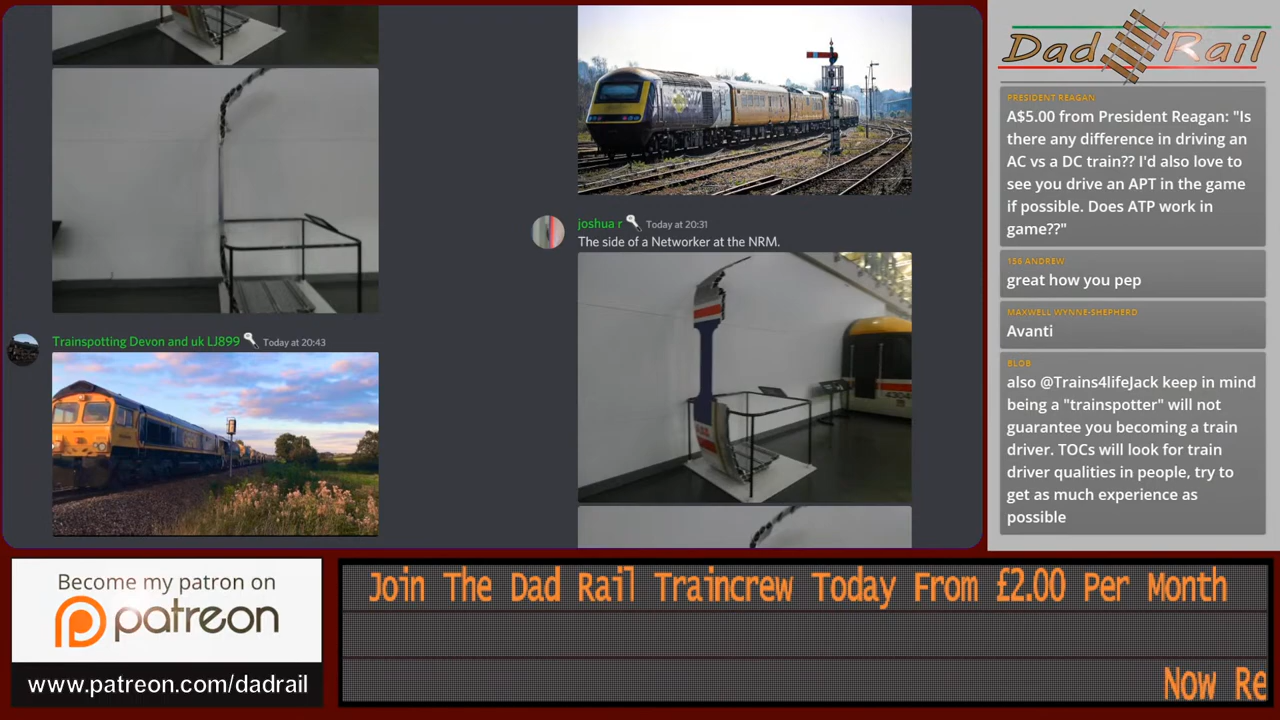 Trainspotting Devon and uk LJ899 Today at 20:43
joshua r Today at 20:31
The side of a Networker at the NRM.
Dad Rail
PRESIDENT REAGAN
A$5.00 from President Reagan: "Is
there any difference in driving an
AC vs a DC train?? I'd also love to
see you drive an APT in the game
if possible. Does ATP work in
game??"
156 ANDREW
great how you pep
MAXWELL WYNNE-SHEPHERD
Avanti
BLOB
also @Trains4lifeJack keep in mind
being a "trainspotter" will not
guarantee you becoming a train
driver. TOCs will look for train
driver qualities in people, try to
get as much experience as
possible
Become my patron on
patreon
www.patreon.com/dadrail
Join The Dad Rail Traincrew Today From £2.00 Per Month
Now Re